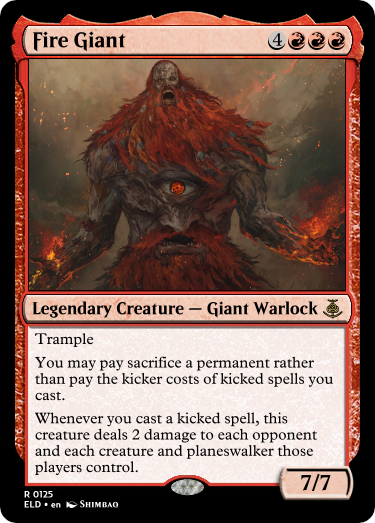 Fire Giant 4
Legendary Creature — Giant Warlock
Trample
You may pay sacrifice a permanent rather
than pay the kicker costs of kicked spells you
cast.
Whenever you cast a kicked spell, this
creature deals 2 damage to each opponent
and each creature and planeswalker those
players control.
7/7
R 0125
ELD • en Shimbao